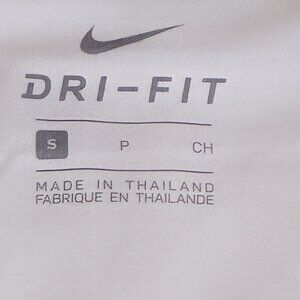 DRI-FIT
S P CH
MADE IN THAILAND
FABRIQUE EN THAILANDE